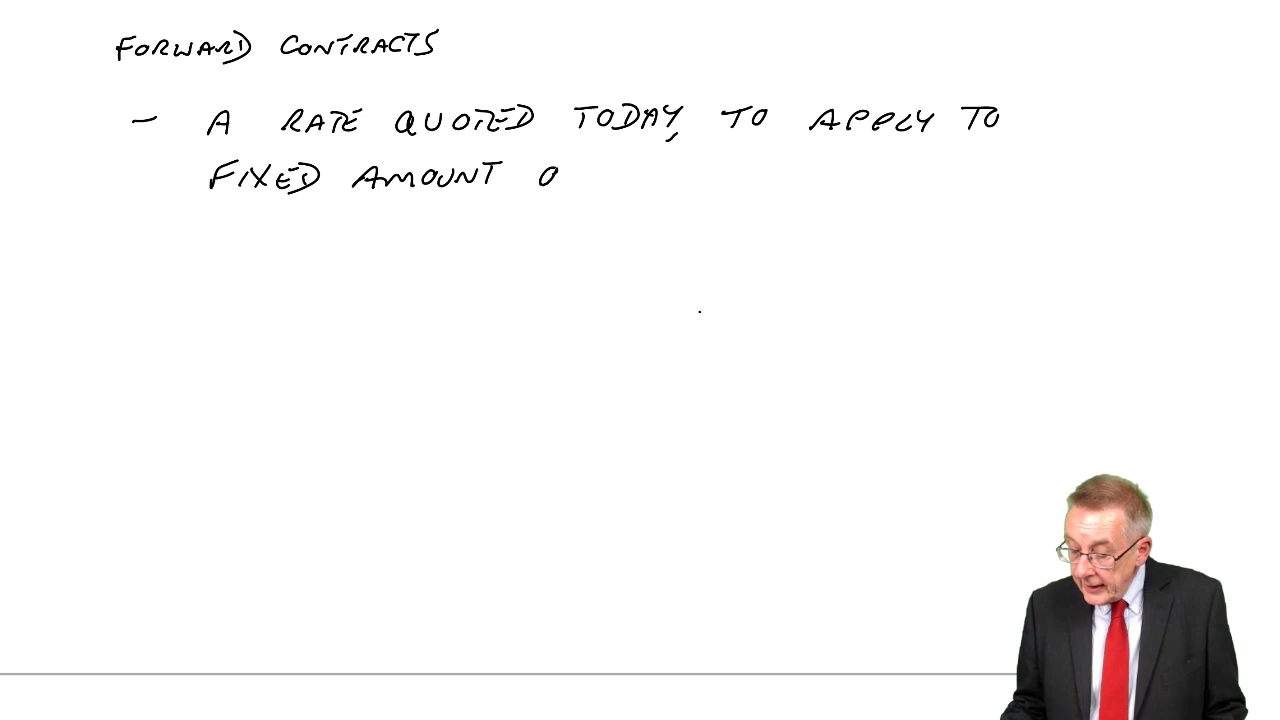 FORWARD CONTRACTS
- A RATE QUOTED TODAY, TO APPLY TO
FIXED AMOUNT O